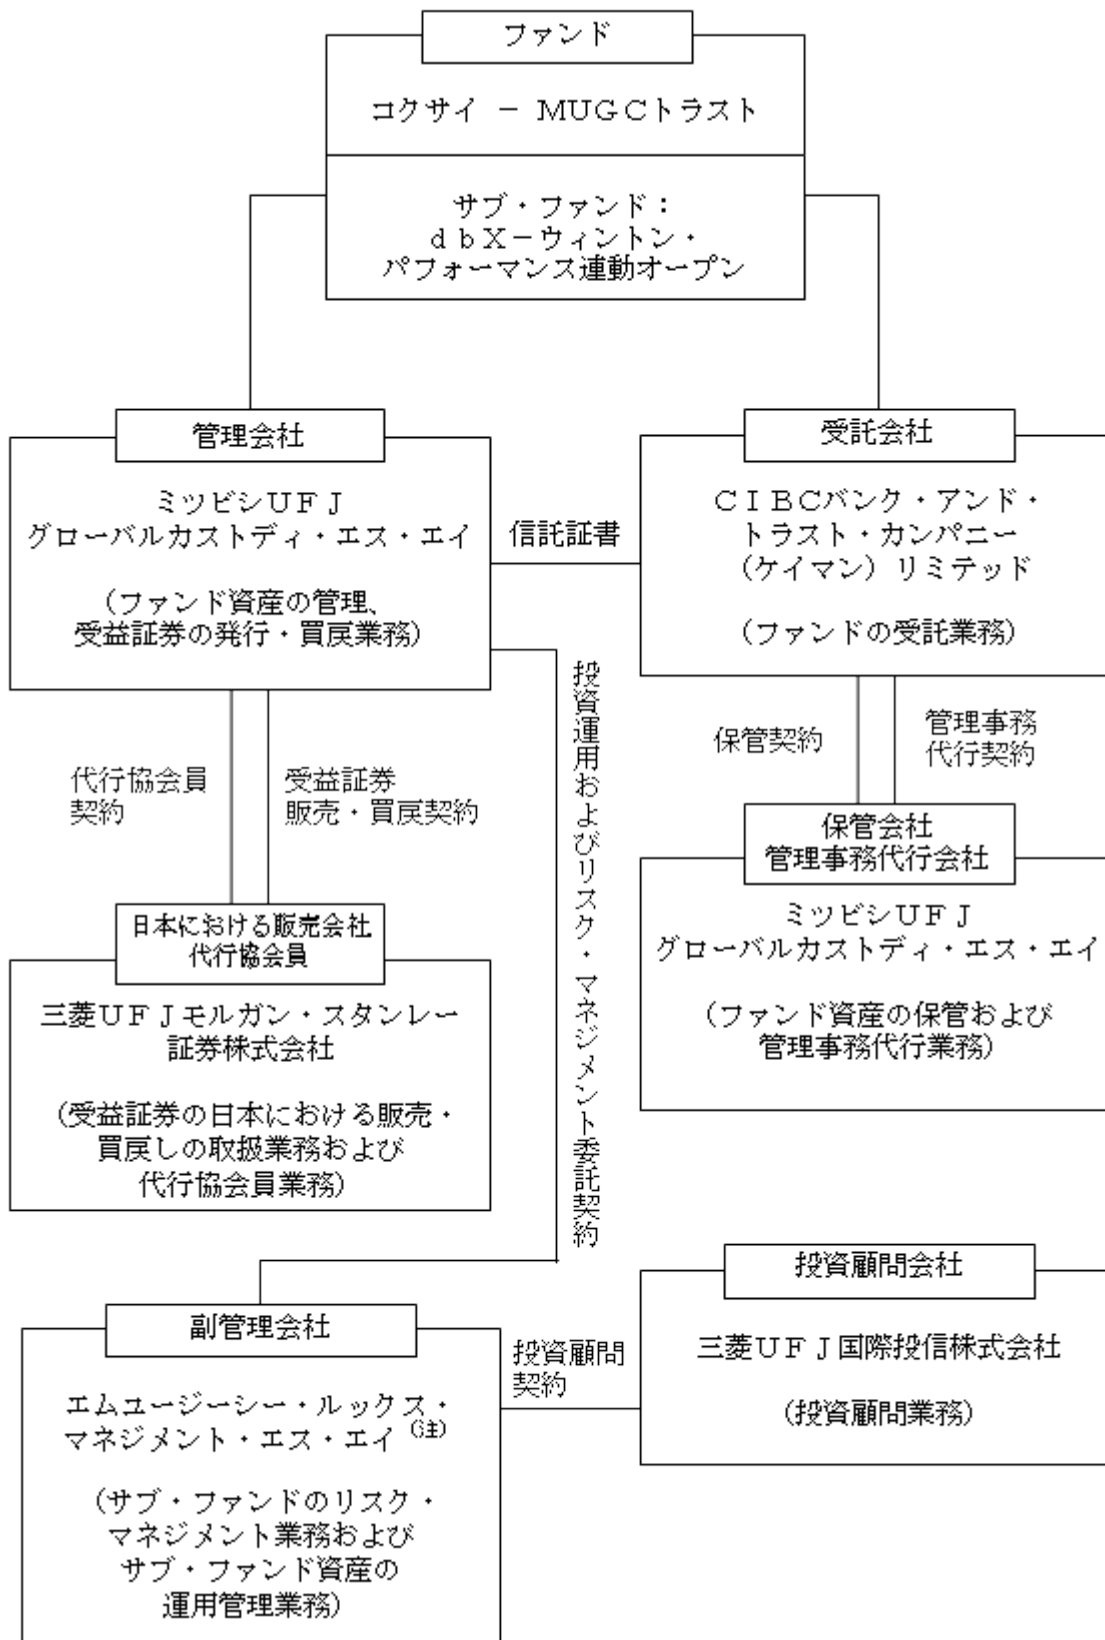 ファンド
コクサイ － ＭＵＧＣトラスト
サブ・ファンド：
ｄｂＸ－ウィントン・
パフォーマンス連動オープン
管理会社
ミツビシＵＦＪ
グローバルカストディ・エス・エイ
（ファンド資産の管理、
受益証券の発行・買戻業務）
信託証書
受託会社
ＣＩＢＣバンク・アンド・
トラスト・カンパニー
（ケイマン）リミテッド
（ファンドの受託業務）
代行協会員
契約
受益証券
販売・買戻契約
投資運用およびリスク・マネジメント委託契約
保管契約
管理事務
代行契約
保管会社
管理事務代行会社
ミツビシＵＦＪ
グローバルカストディ・エス・エイ
（ファンド資産の保管および
管理事務代行業務）
日本における販売会社
代行協会員
三菱ＵＦＪモルガン・スタンレー
証券株式会社
（受益証券の日本における販売・
買戻しの取扱業務および
代行協会員業務）
副管理会社
エムユージーシー・ルックス・
マネジメント・エス・エイ（注）
（サブ・ファンドのリスク・
マネジメント業務および
サブ・ファンド資産の
運用管理業務）
投資顧問
契約
投資顧問会社
三菱ＵＦＪ国際投信株式会社
（投資顧問業務）